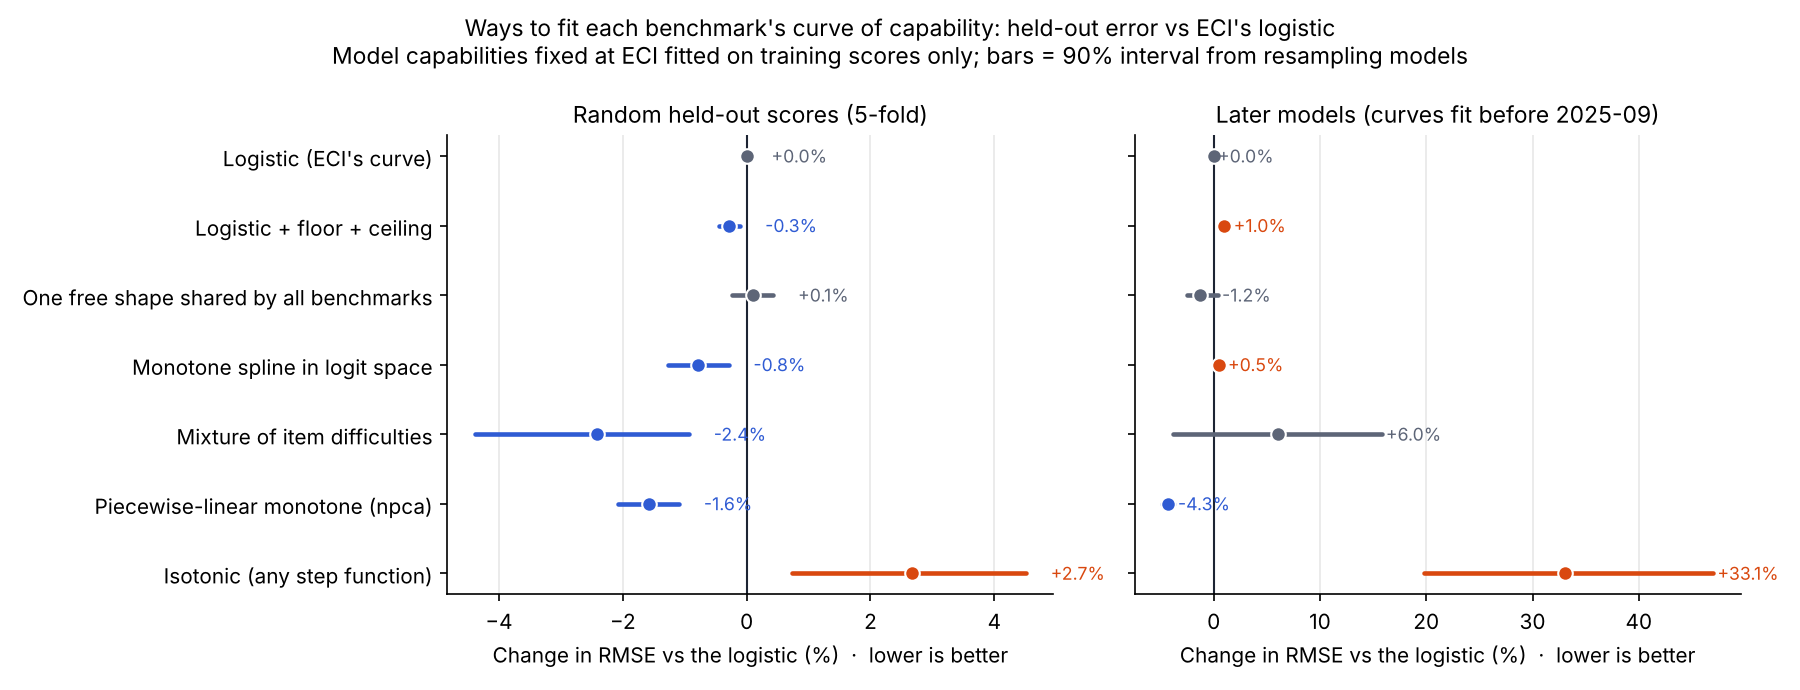 Ways to fit each benchmark's curve of capability: held-out error vs ECI's logistic
Model capabilities fixed at ECI fitted on training scores only; bars = 90% interval from resampling models
Random held-out scores (5-fold)
Logistic (ECI's curve)
+0.0%
Logistic + floor + ceiling
-0.3%
One free shape shared by all benchmarks
+0.1%
Monotone spline in logit space
-0.8%
Mixture of item difficulties
-2.4%
Piecewise-linear monotone (npca)
-1.6%
Isotonic (any step function)
+2.7%
−4 −2 0 2 4
Change in RMSE vs the logistic (%) · lower is better
Later models (curves fit before 2025-09)
+0.0%
+1.0%
-1.2%
+0.5%
+6.0%
-4.3%
+33.1%
0 10 20 30 40
Change in RMSE vs the logistic (%) · lower is better